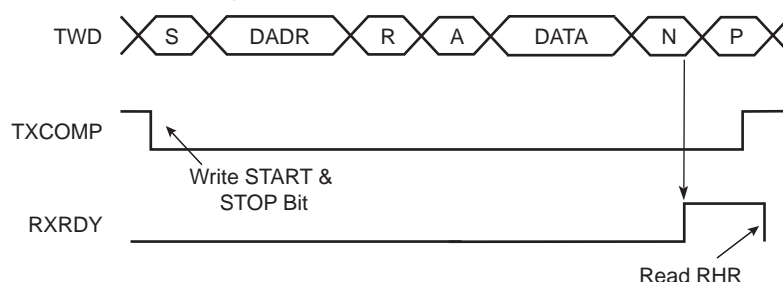 TWD S DADR R A DATA N P
TXCOMP
Write START &
STOP Bit
RXRDY
Read RHR